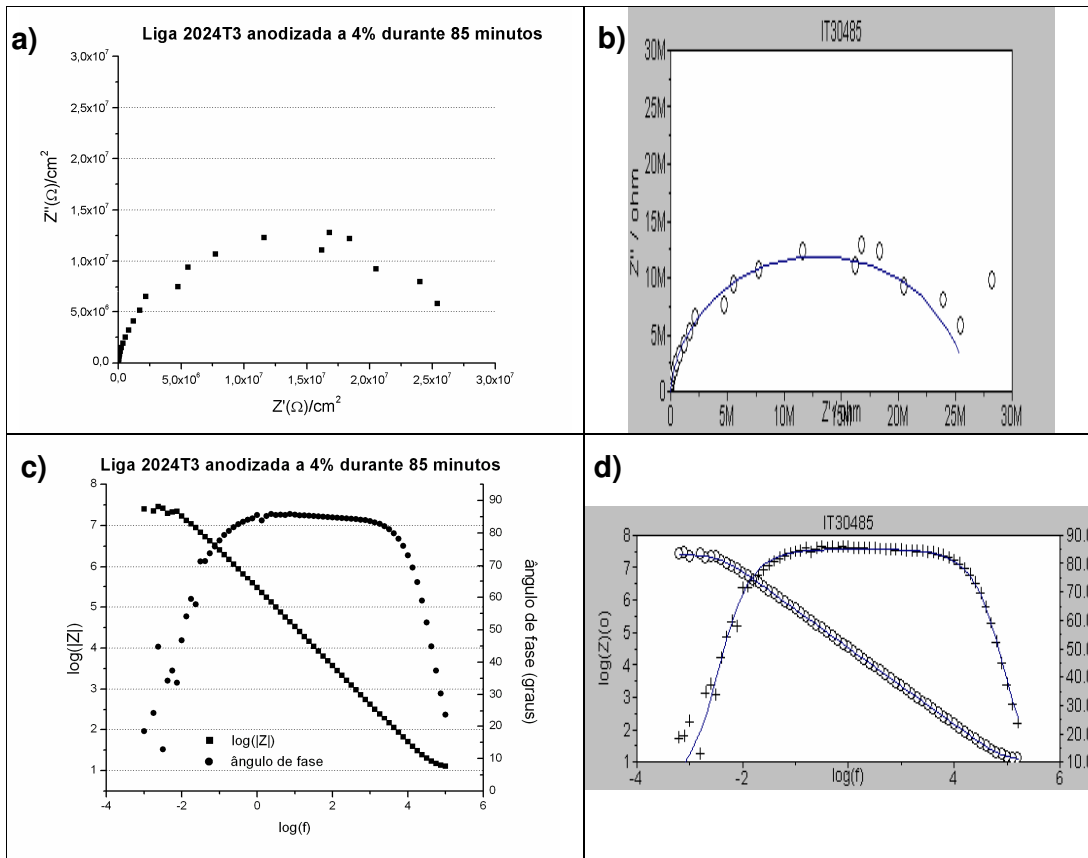 a)
Liga 2024T3 anodizada a 4% durante 85 minutos
3,0x10⁷
2,5x10⁷
2,0x10⁷
1,5x10⁷
1,0x10⁷
5,0x10⁶
0,0
Z''(Ω)/cm²
0,0 5,0x10⁶ 1,0x10⁷ 1,5x10⁷ 2,0x10⁷ 2,5x10⁷ 3,0x10⁷
Z'(Ω)/cm²
b)
IT30485
30M
25M
20M
15M
10M
5M
0
Z'' / ohm
0 5M 10M 15M 20M 25M 30M
Z' / ohm
c)
Liga 2024T3 anodizada a 4% durante 85 minutos
8
7
6
5
4
3
2
1
log(|Z|)
90
80
70
60
50
40
30
20
10
0
ângulo de fase (graus)
log(|Z|)
ângulo de fase
-4 -2 0 2 4 6
log(f)
d)
IT30485
8
7
6
5
4
3
2
1
log(Z)(o)
85.0
80.0
70.0
60.0
50.0
40.0
30.0
20.0
10.0
-4 -2 log(f) 4 6